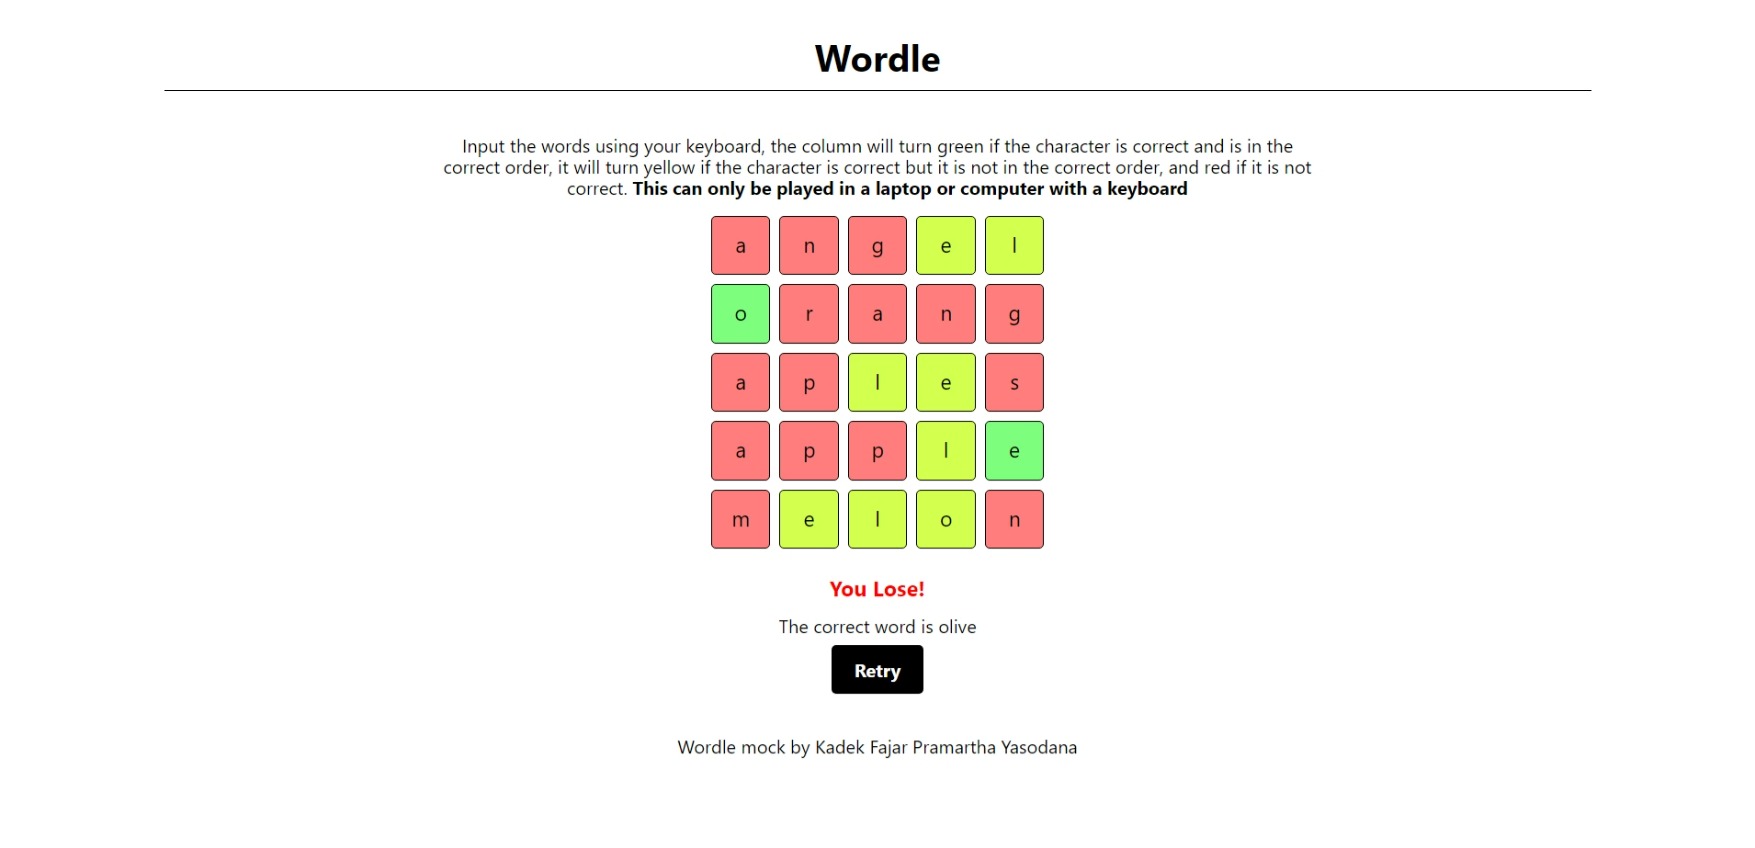 Wordle
Input the words using your keyboard, the column will turn green if the character is correct and is in the
correct order, it will turn yellow if the character is correct but it is not in the correct order, and red if it is not
correct. This can only be played in a laptop or computer with a keyboard
a n g e l
o r a n g
a p l e s
a p p l e
m e l o n
You Lose!
The correct word is olive
Retry
Wordle mock by Kadek Fajar Pramartha Yasodana